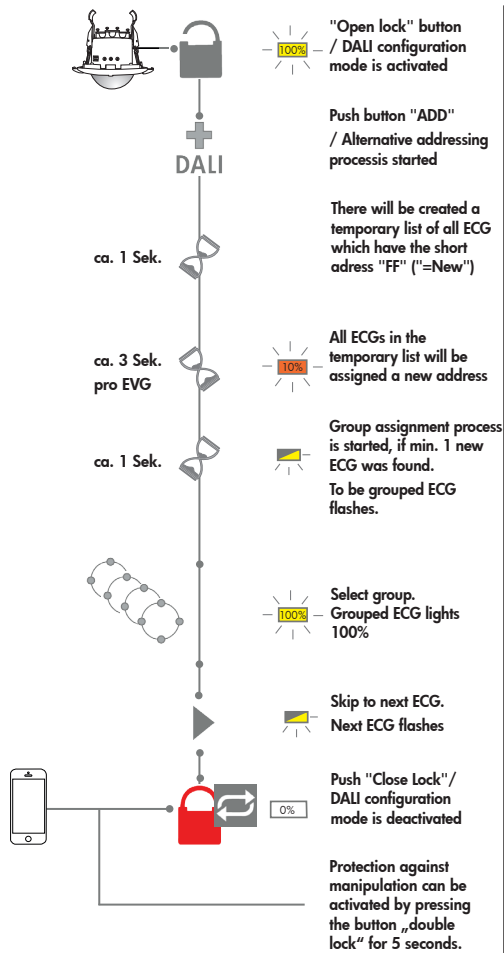 "Open lock" button
/ DALI configuration
mode is activated
100%
Push button "ADD"
/ Alternative addressing
processis started
DALI
There will be created a
temporary list of all ECG
which have the short
adress "FF" ("=New")
ca. 1 Sek.
All ECGs in the
temporary list will be
assigned a new address
ca. 3 Sek.
pro EVG
10%
Group assignment process
is started, if min. 1 new
ECG was found.
To be grouped ECG
flashes.
ca. 1 Sek.
Select group.
Grouped ECG lights
100%
100%
Skip to next ECG.
Next ECG flashes
Push "Close Lock"/
DALI configuration
mode is deactivated
0%
Protection against
manipulation can be
activated by pressing
the button „double
lock“ for 5 seconds.